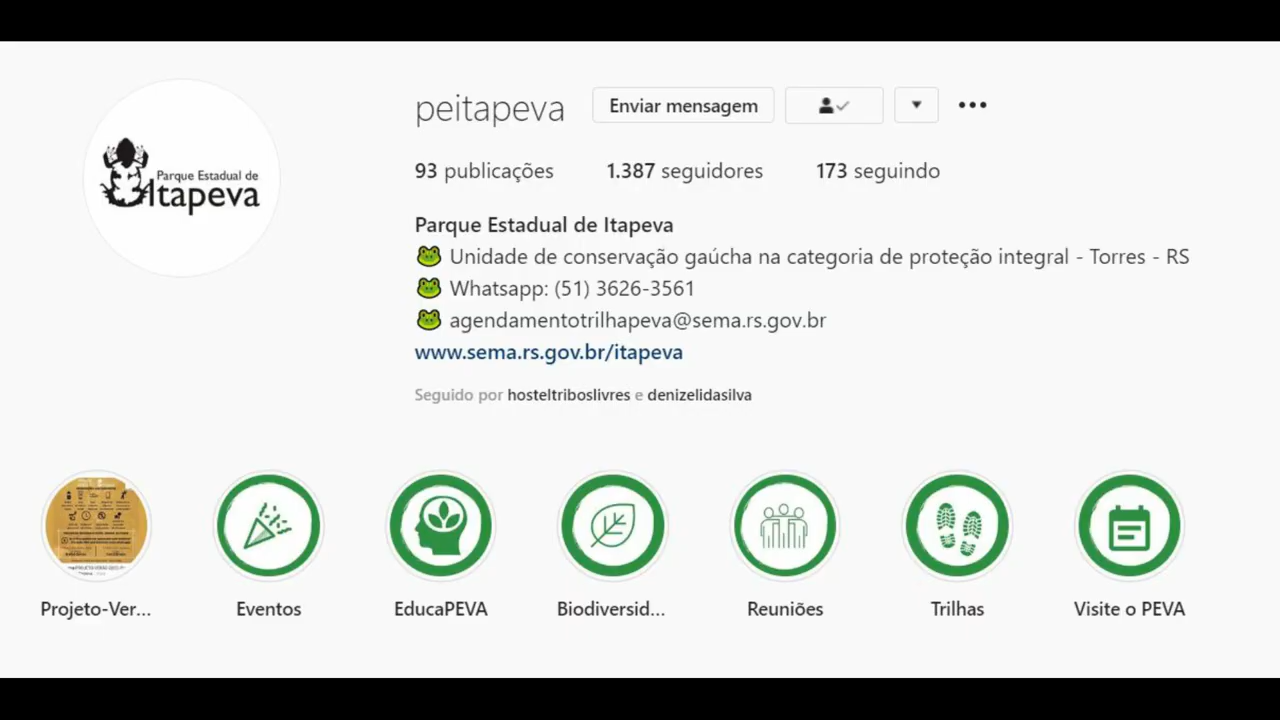 peitapeva Enviar mensagem
Parque Estadual de
Itapeva
93 publicações 1.387 seguidores 173 seguindo
Parque Estadual de Itapeva
Unidade de conservação gaúcha na categoria de proteção integral - Torres - RS
Whatsapp: (51) 3626-3561
agendamentotrilhapeva@sema.rs.gov.br
www.sema.rs.gov.br/itapeva
Seguido por hosteltriboslivres e denizelidasilva
Projeto-Ver... Eventos EducaPEVA Biodiversid... Reuniões Trilhas Visite o PEVA